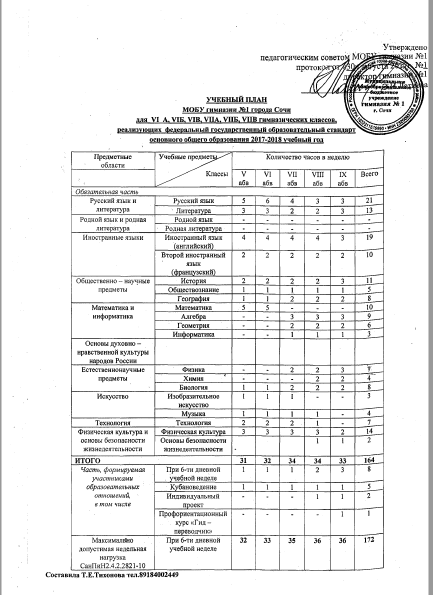 Утверждено
педагогическим советом МОБУ гимназии №1
протокол от
директор гимназии №1
гимназия № 1
г. Сочи
УЧЕБНЫЙ ПЛАН
МОБУ гимназии №1 города Сочи
для VI А, VIБ, VIВ, VIIА, VIIБ, VIIВ гимназических классов,
реализующих федеральный государственный образовательный стандарт
основного общего образования 2017-2018 учебный год
Предметные области Учебные предметы Количество часов в неделю
Классы V абв VI абв VII абв VIII абв IX абв Всего
Обязательная часть
Русский язык и литература Русский язык 5 6 4 3 3 21
Литература 3 3 2 2 3 13
Родной язык и родная литература Родной язык - - - - -
Родная литература - - - - -
Иностранные языки Иностранный язык (английский) 4 4 4 4 3 19
Второй иностранный язык (французский) 2 2 2 2 2 10
Общественно – научные предметы История 2 2 2 2 3 11
Обществознание 1 1 1 1 1 5
География 1 1 2 2 2 8
Математика и информатика Математика 5 5 - - - 10
Алгебра - - 3 3 3 9
Геометрия - - 2 2 2 6
Информатика - - 1 1 1 3
Основы духовно – нравственной культуры народов России
Естественнонаучные предметы Физика - - 2 2 3 7
Химия - - - 2 2 4
Биология 1 1 2 2 2 8
Искусство Изобразительное искусство 1 1 1 - - 3
Музыка 1 1 1 1 - 4
Технология Технология 2 2 2 1 - 7
Физическая культура и основы безопасности жизнедеятельности Физическая культура 3 3 3 3 2 14
Основы безопасности жизнедеятельности 1 1 2
ИТОГО 31 32 34 34 33 164
Часть, формируемая участниками образовательных отношений, в том числе При 6-ти дневной учебной неделе 1 1 1 2 3 8
Кубановедение 1 1 1 1 1 5
Индивидуальный проект - - - 1 1 2
Профориентационный курс «Гид – переводчик» - - - - 1 1
Максимально допустимая недельная нагрузка СанПиН2.4.2.2821-10 При 6-ти дневной учебной неделе 32 33 35 36 36 172
Составила Т.Е.Тихонова тел.89184002449